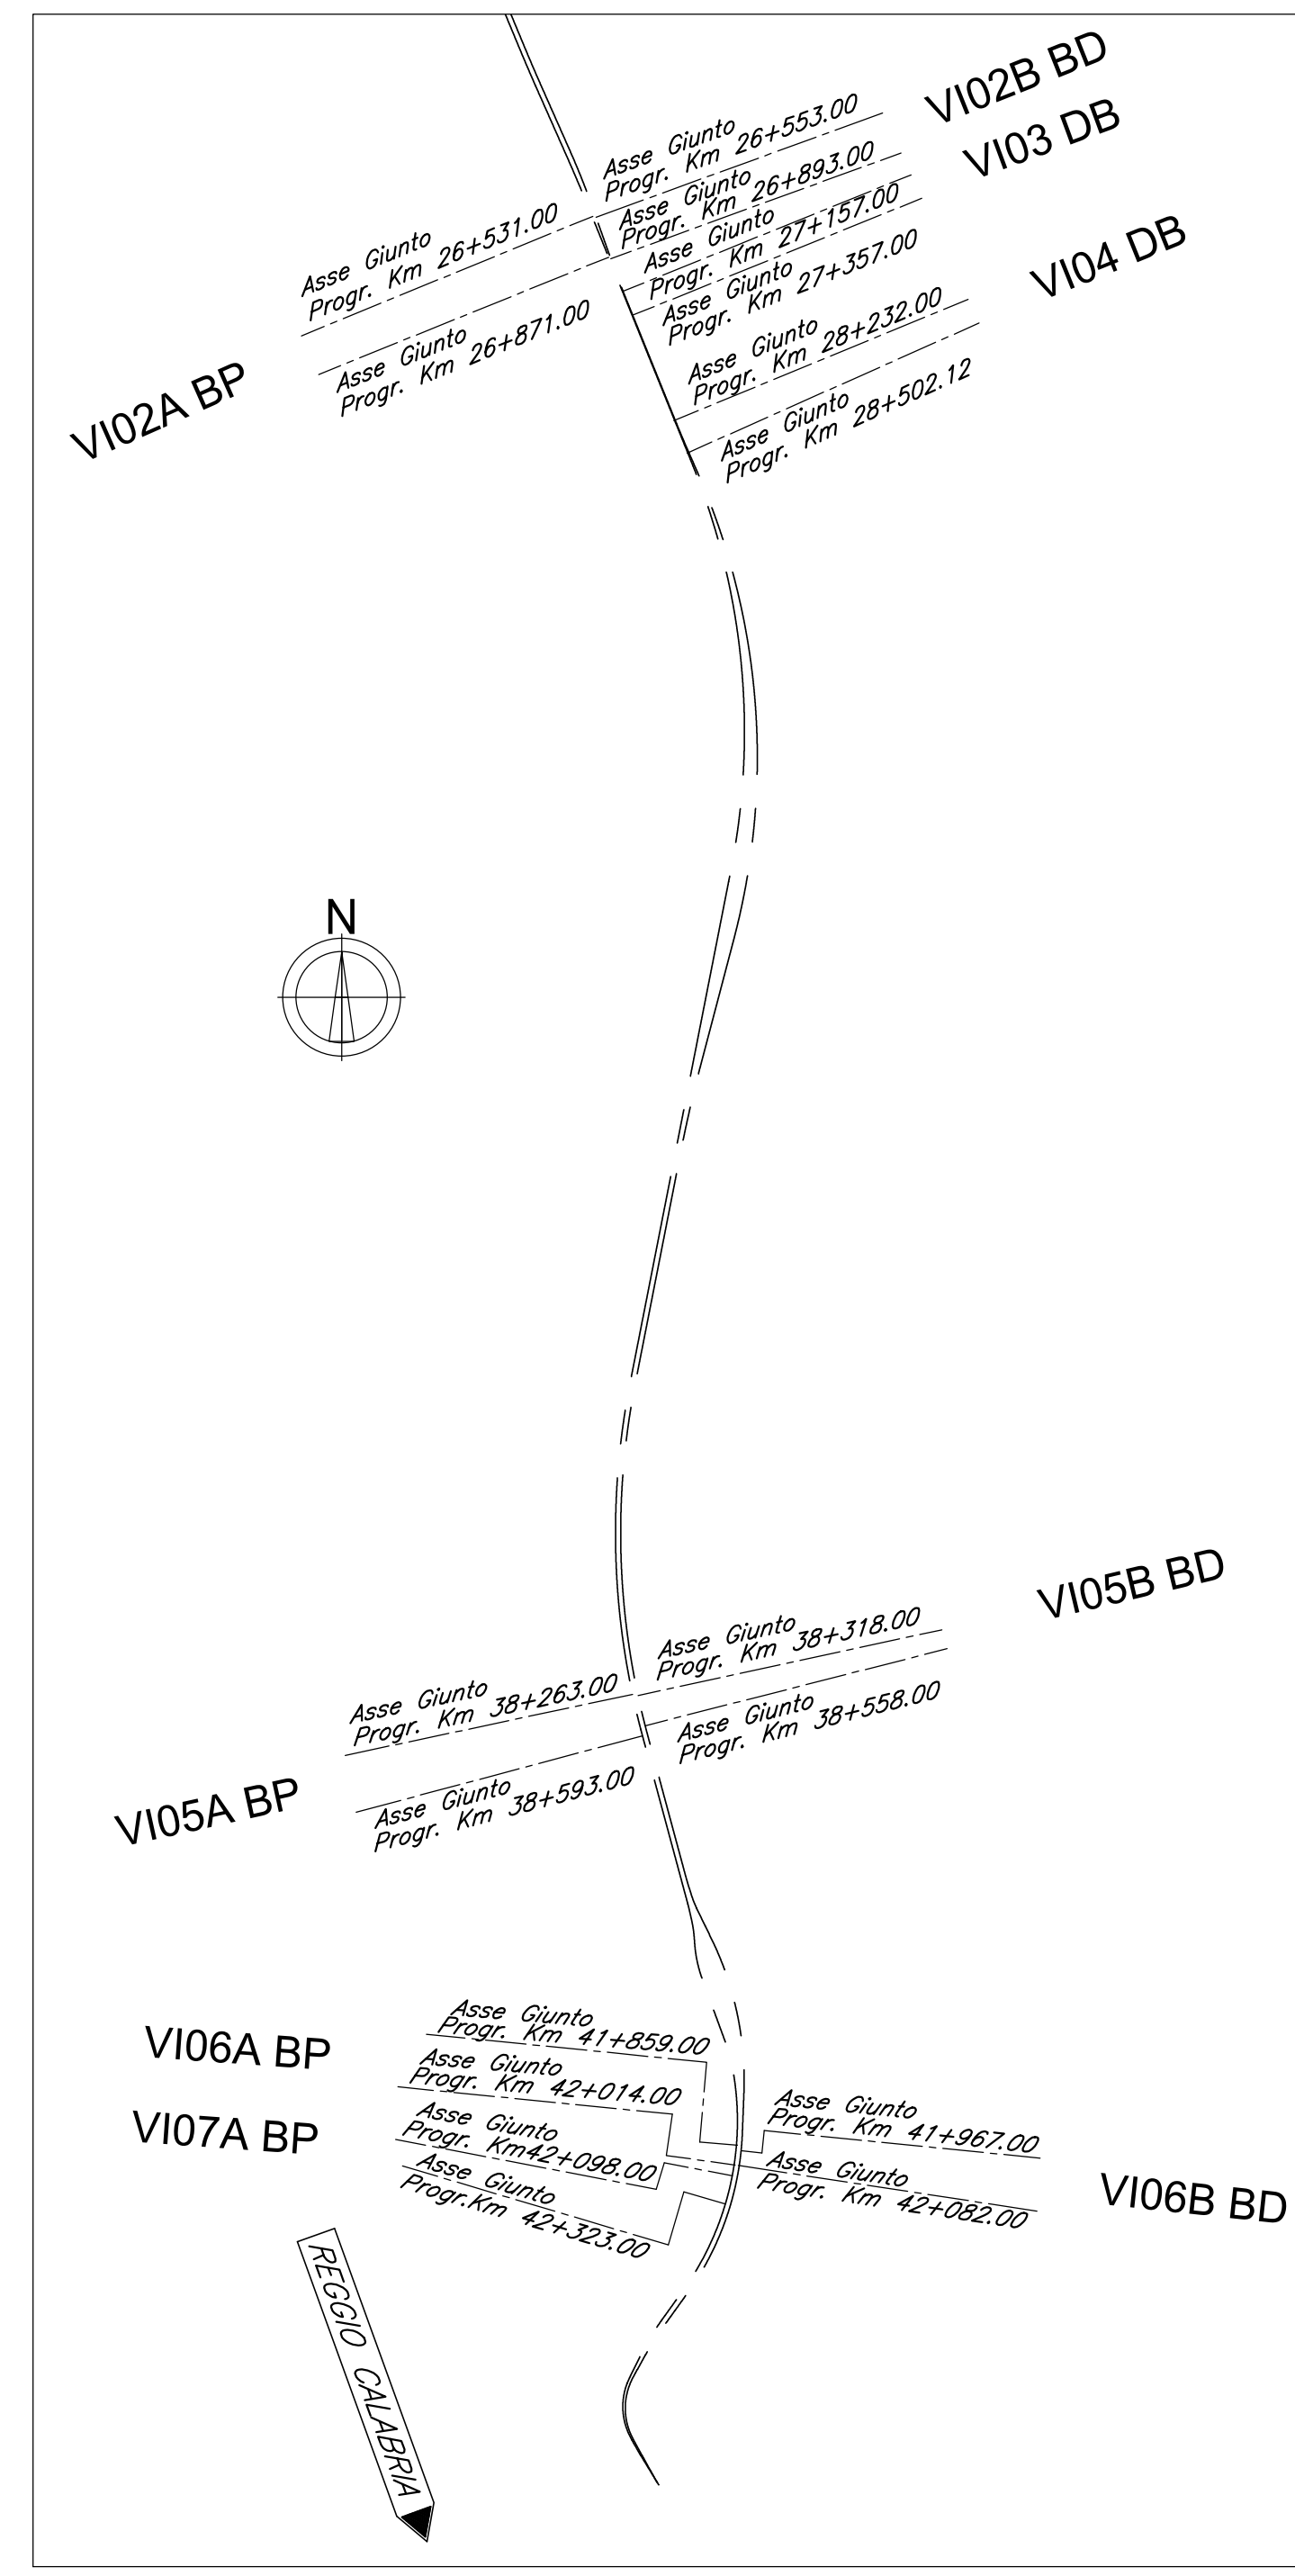 VI02B BD
VI03 DB
VI04 DB
Asse Giunto
Progr. Km 26+553.00
Asse Giunto
Progr. Km 26+893.00
Asse Giunto
Progr. Km 27+157.00
Asse Giunto
Progr. Km 27+357.00
Asse Giunto
Progr. Km 28+232.00
Asse Giunto
Progr. Km 28+502.12
Asse Giunto
Progr. Km 26+531.00
Asse Giunto
Progr. Km 26+871.00
VI02A BP
N
VI05B BD
Asse Giunto
Progr. Km 38+318.00
Asse Giunto
Progr. Km 38+558.00
Asse Giunto
Progr. Km 38+263.00
Asse Giunto
Progr. Km 38+593.00
VI05A BP
VI06A BP
VI07A BP
Asse Giunto
Progr. Km 41+859.00
Asse Giunto
Progr. Km 42+014.00
Asse Giunto
Progr. Km42+098.00
Asse Giunto
Progr.Km 42+323.00
Asse Giunto
Progr. Km 41+967.00
Asse Giunto
Progr. Km 42+082.00
VI06B BD
REGGIO CALABRIA